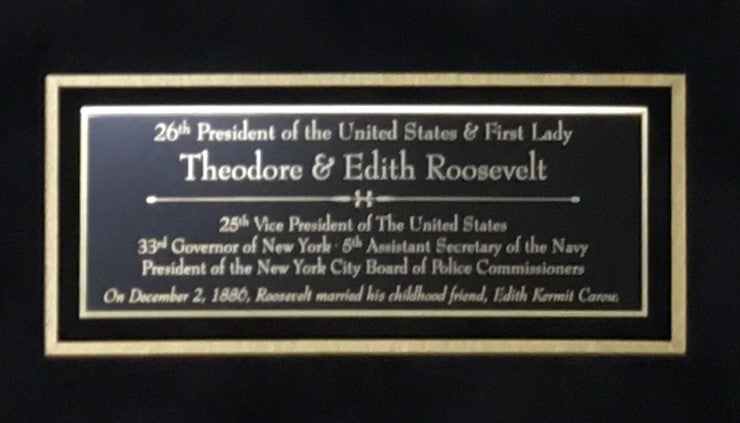 26th President of the United States & First Lady
Theodore & Edith Roosevelt
25th Vice President of The United States
33rd Governor of New York · 5th Assistant Secretary of the Navy
President of the New York City Board of Police Commissioners
On December 2, 1886, Roosevelt married his childhood friend, Edith Kermit Carow.